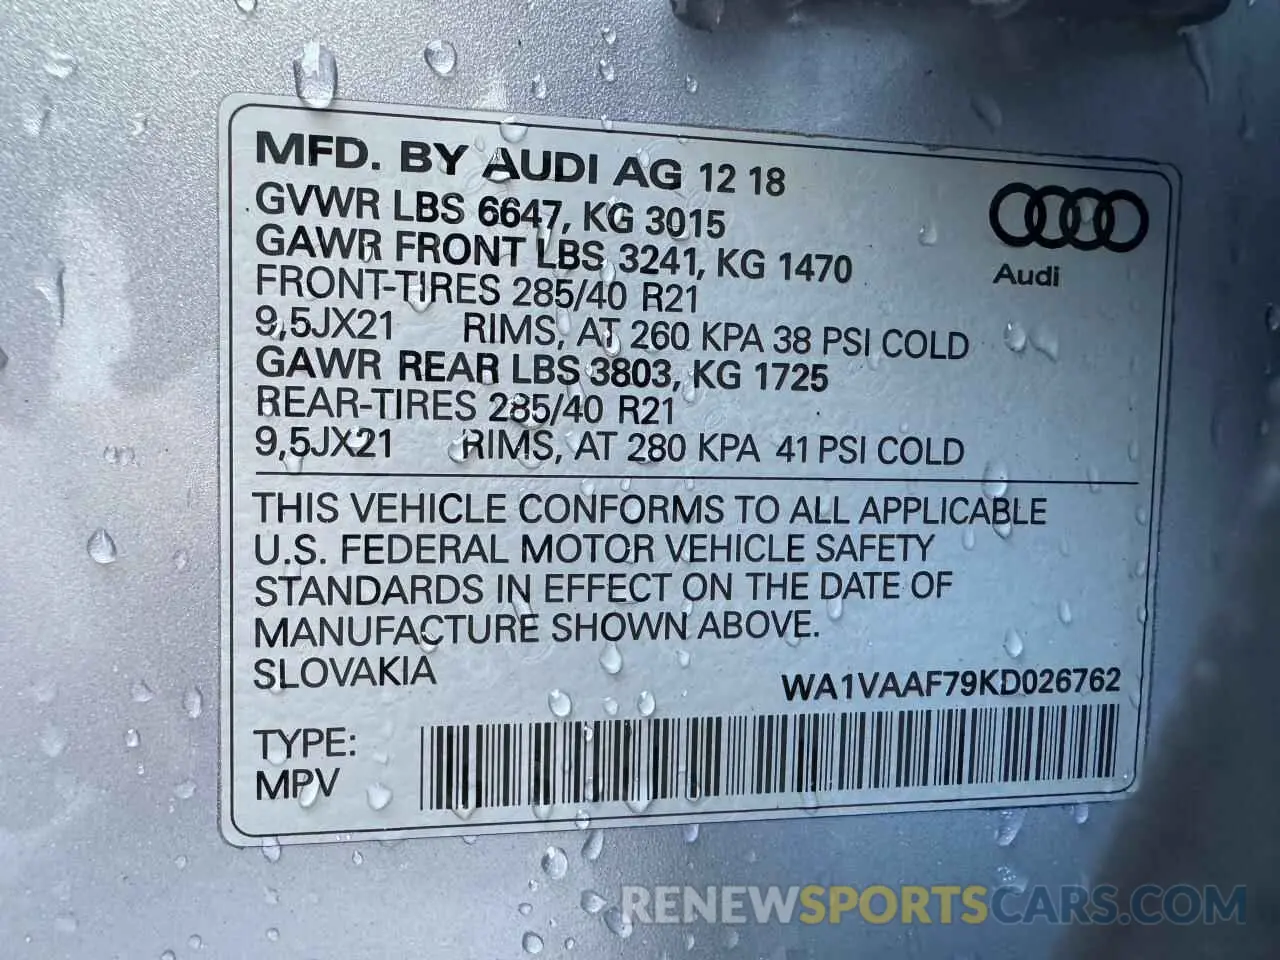 MFD. BY AUDI AG 12 18
GVWR LBS 6647, KG 3015
GAWR FRONT LBS 3241, KG 1470
FRONT-TIRES 285/40 R21
9,5JX21 RIMS, AT 260 KPA 38 PSI COLD
GAWR REAR LBS 3803, KG 1725
REAR-TIRES 285/40 R21
9,5JX21 RIMS, AT 280 KPA 41 PSI COLD
Audi
THIS VEHICLE CONFORMS TO ALL APPLICABLE
U.S. FEDERAL MOTOR VEHICLE SAFETY
STANDARDS IN EFFECT ON THE DATE OF
MANUFACTURE SHOWN ABOVE.
SLOVAKIA
WA1VAAF79KD026762
TYPE:
MPV
RENEWSPORTSCARS.COM